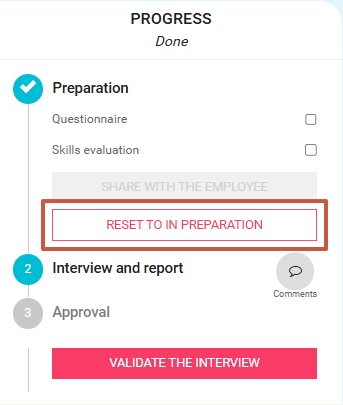 PROGRESS
Done
Preparation
Questionnaire
Skills evaluation
SHARE WITH THE EMPLOYEE
RESET TO IN PREPARATION
2 Interview and report
Comments
3 Approval
VALIDATE THE INTERVIEW